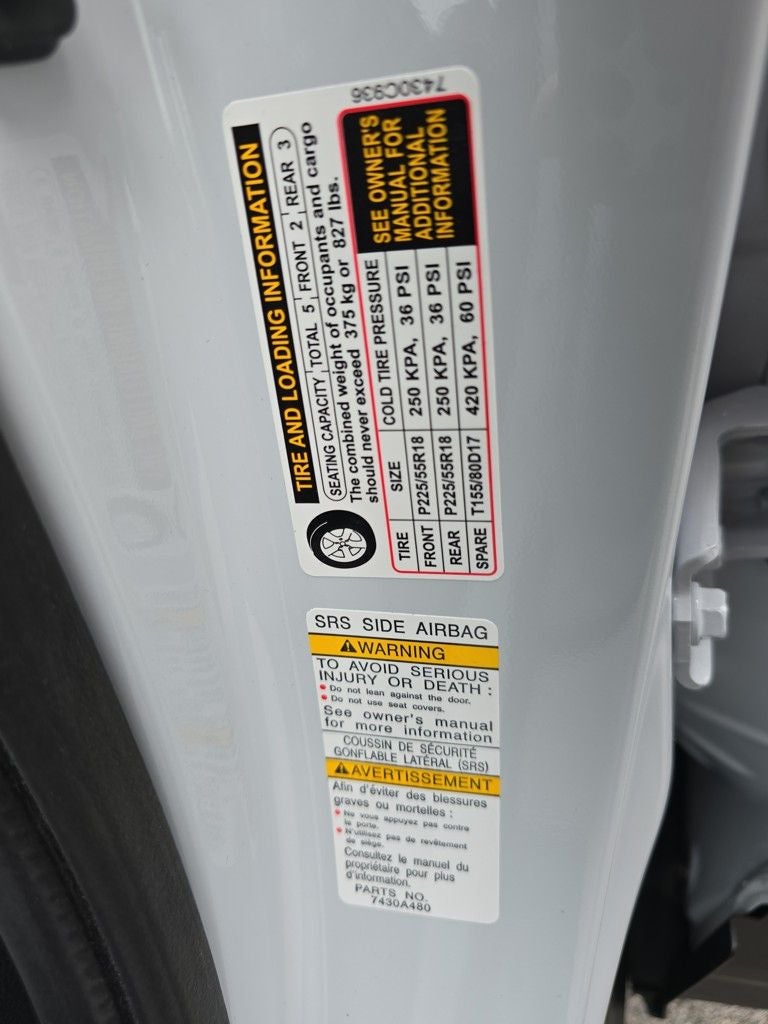 7430C936
TIRE AND LOADING INFORMATION
SEATING CAPACITY TOTAL 5 FRONT 2 REAR 3
The combined weight of occupants and cargo
should never exceed 375 kg or 827 lbs.
TIRE SIZE COLD TIRE PRESSURE
FRONT P225/55R18 250 KPA, 36 PSI
REAR P225/55R18 250 KPA, 36 PSI
SPARE T155/80D17 420 KPA, 60 PSI
SEE OWNER'S
MANUAL FOR
ADDITIONAL
INFORMATION
SRS SIDE AIRBAG
WARNING
TO AVOID SERIOUS
INJURY OR DEATH :
• Do not lean against the door.
• Do not use seat covers.
See owner's manual
for more information
COUSSIN DE SÉCURITÉ
GONFLABLE LATÉRAL (SRS)
AVERTISSEMENT
Afin d'éviter des blessures
graves ou mortelles :
• Ne vous appuyez pas contre
la porte.
• N'utilisez pas de revêtement
de siège.
Consultez le manuel du
propriétaire pour plus
d'information.
PARTS NO.
7430A480